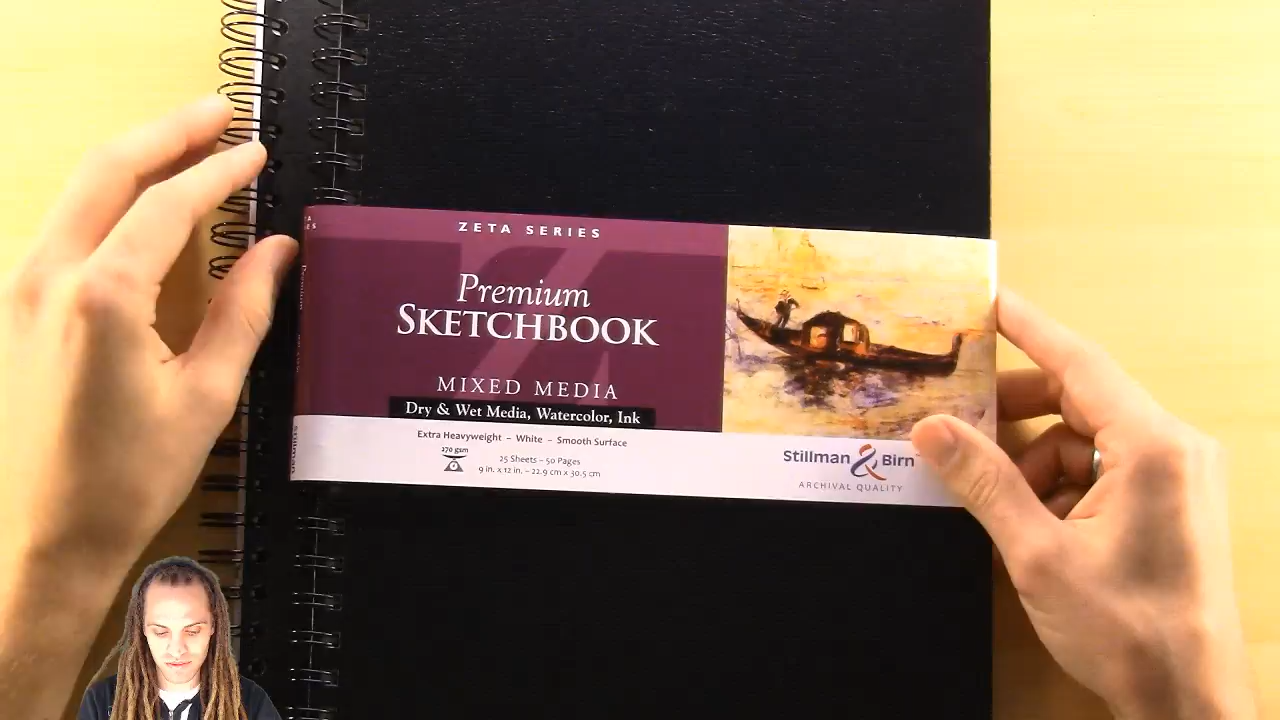 ZETA SERIES
Premium
SKETCHBOOK
MIXED MEDIA
Dry & Wet Media, Watercolor, Ink
Extra Heavyweight – White – Smooth Surface
270 gsm
25 Sheets – 50 Pages
9 in. x 12 in. – 22.9 cm x 30.5 cm
Stillman & Birn™
ARCHIVAL QUALITY